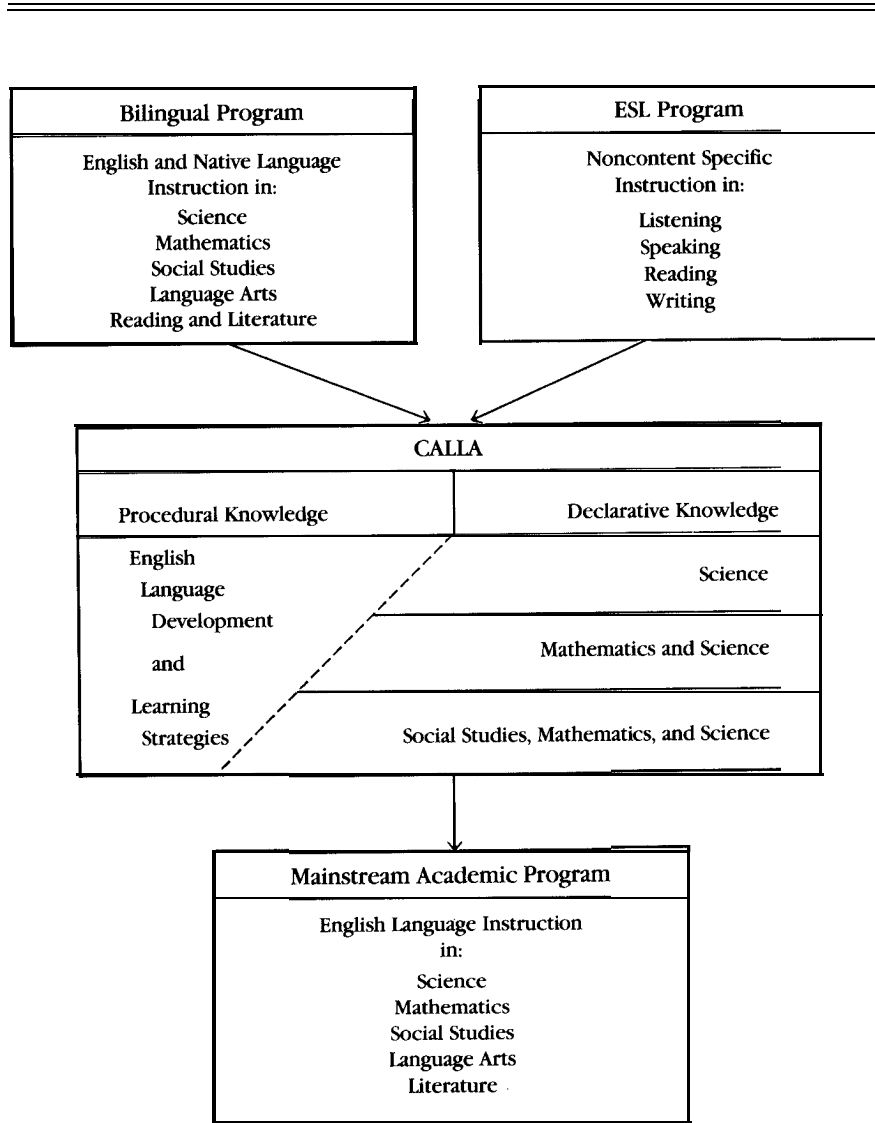 Bilingual Program
English and Native Language
Instruction in:
Science
Mathematics
Social Studies
Language Arts
Reading and Literature
ESL Program
Noncontent Specific
Instruction in:
Listening
Speaking
Reading
Writing
CALLA
Procedural Knowledge
Declarative Knowledge
English
Language
Development
and
Learning
Strategies
Science
Mathematics and Science
Social Studies, Mathematics, and Science
Mainstream Academic Program
English Language Instruction
in:
Science
Mathematics
Social Studies
Language Arts
Literature